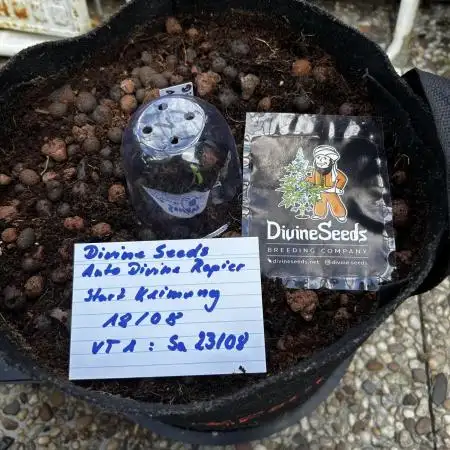 DivineSeeds
BREEDING COMPANY
divineseeds.net divine.seeds
Divine Seeds
Auto Divine Rapier
Start Keimung
18/08
VT 1 : Sa 23/08